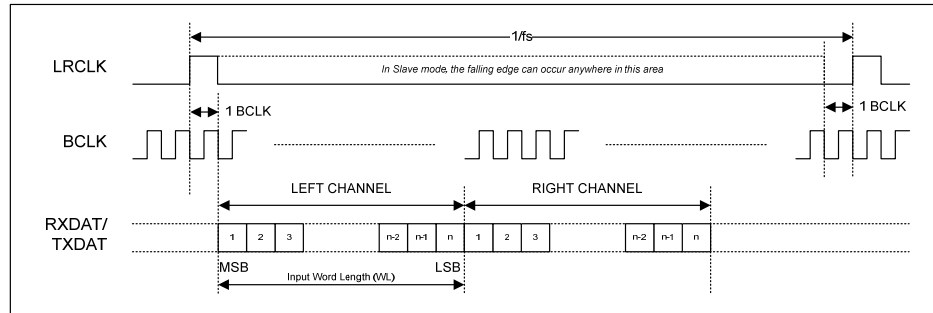 1/fs
LRCLK
In Slave mode, the falling edge can occur anywhere in this area
1 BCLK
1 BCLK
BCLK
LEFT CHANNEL
RIGHT CHANNEL
RXDAT/
TXDAT
1 2 3 n-2 n-1 n 1 2 3 n-2 n-1 n
MSB
LSB
Input Word Length (WL)